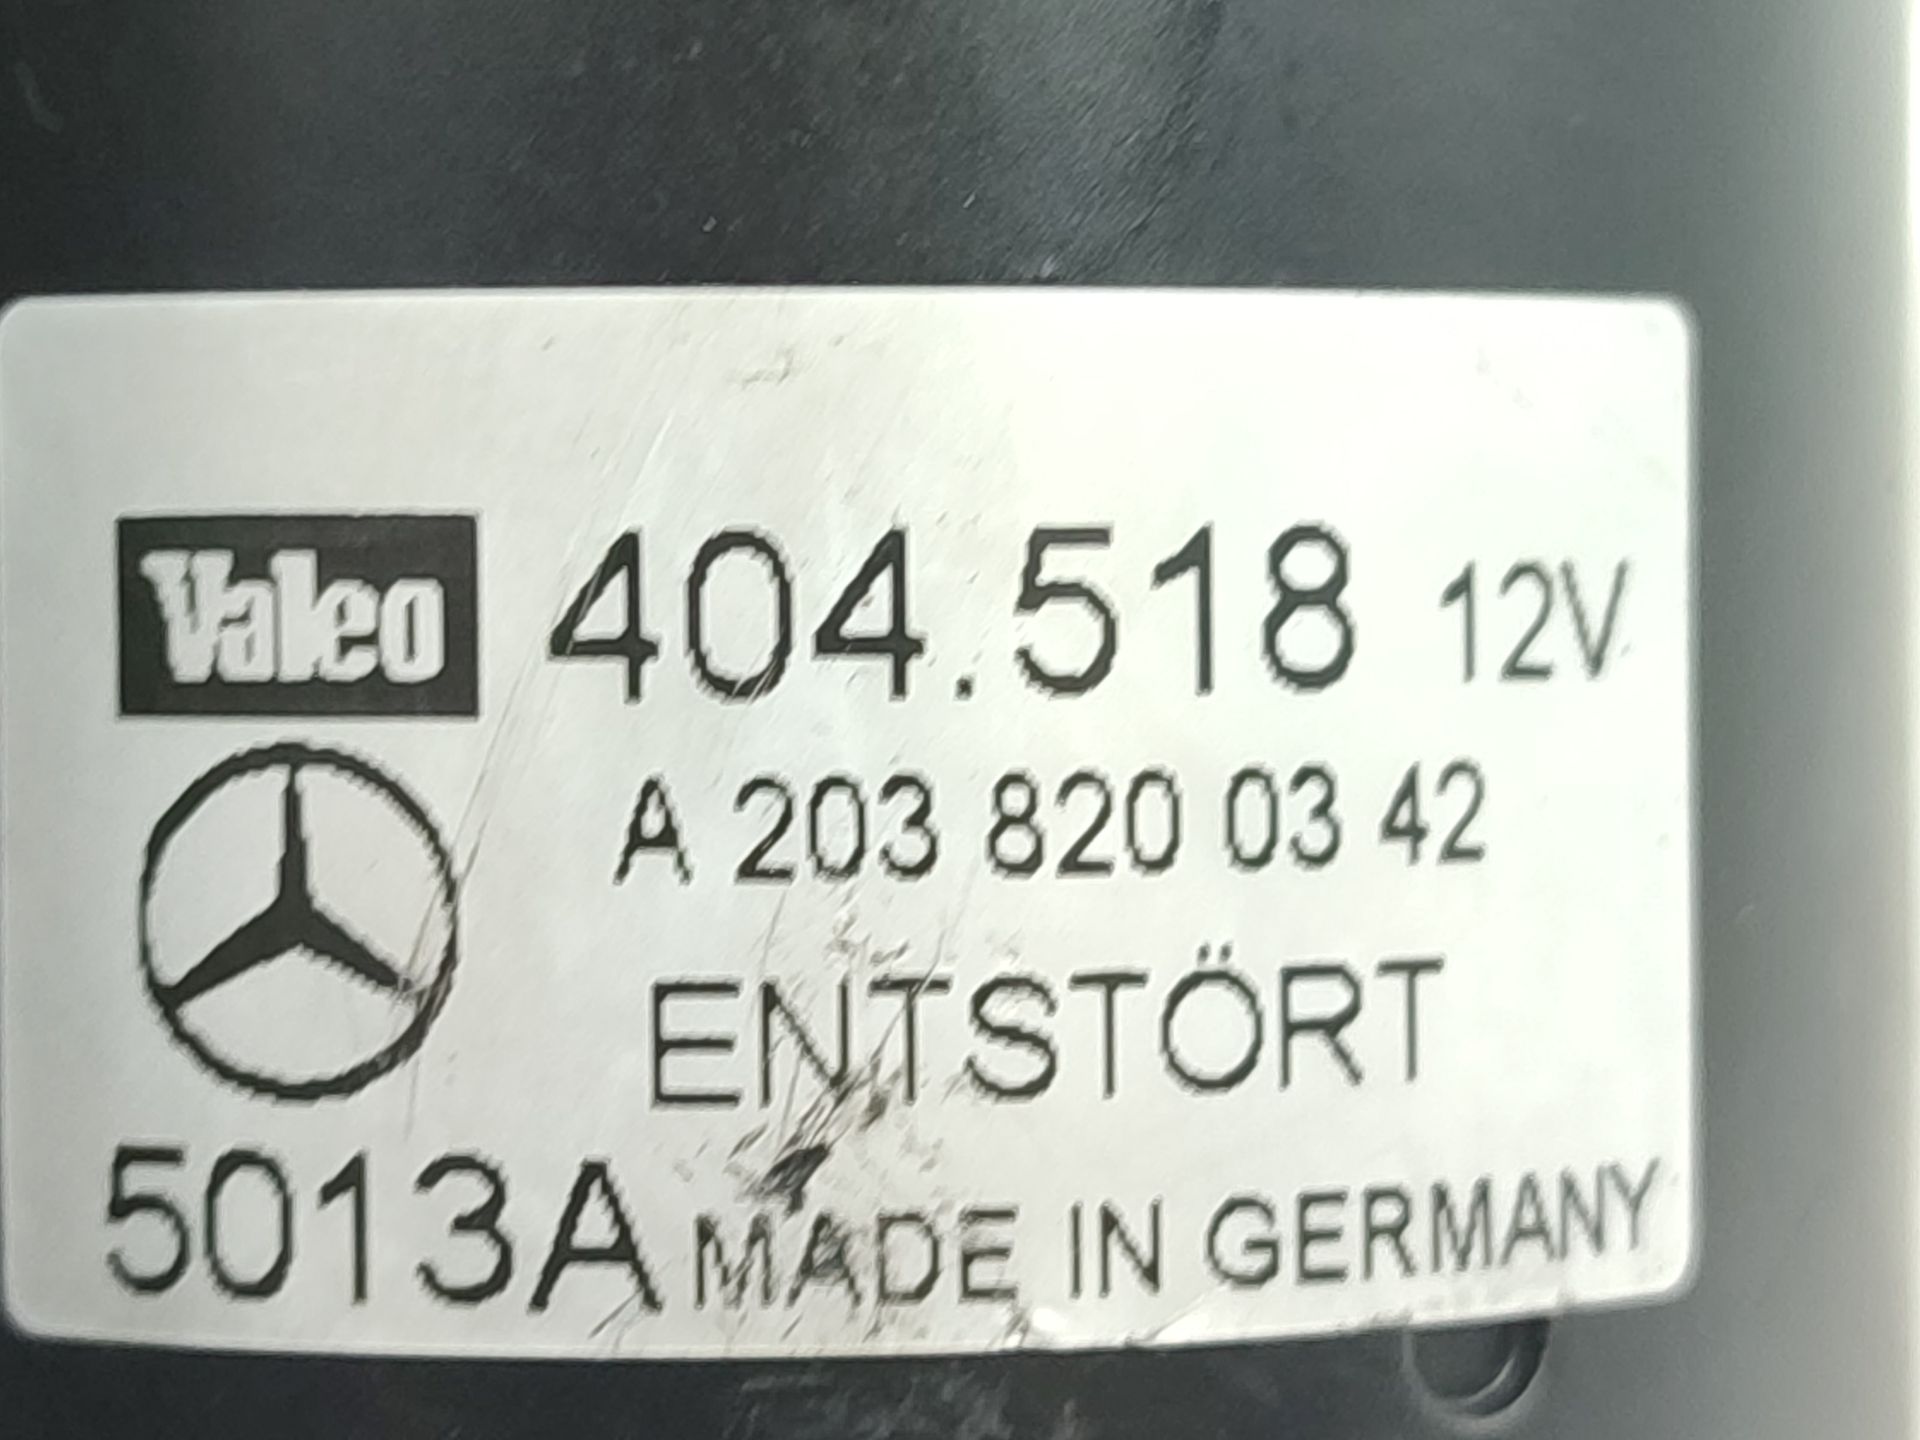 Valeo 404.518 12V
A 203 820 03 42
ENTSTÖRT
5013A MADE IN GERMANY